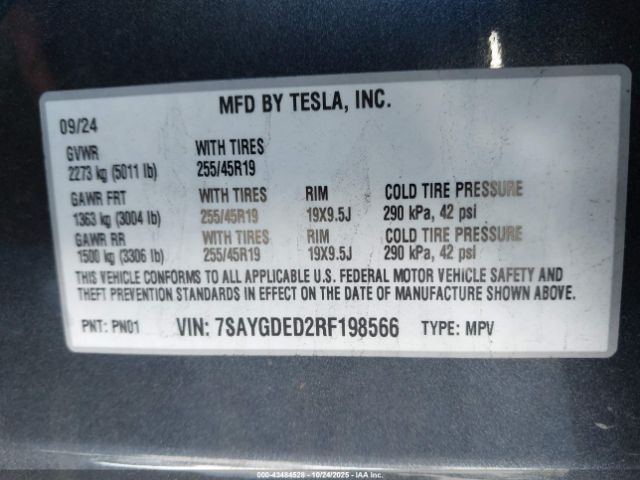 MFD BY TESLA, INC.
09/24
GVWR WITH TIRES
2273 kg (5011 lb) 255/45R19
GAWR FRT WITH TIRES RIM COLD TIRE PRESSURE
1363 kg (3004 lb) 255/45R19 19X9.5J 290 kPa, 42 psi
GAWR RR WITH TIRES RIM COLD TIRE PRESSURE
1500 kg (3306 lb) 255/45R19 19X9.5J 290 kPa, 42 psi
THIS VEHICLE CONFORMS TO ALL APPLICABLE U.S. FEDERAL MOTOR VEHICLE SAFETY AND
THEFT PREVENTION STANDARDS IN EFFECT ON THE DATE OF MANUFACTURE SHOWN ABOVE.
PNT: PN01 VIN: 7SAYGDED2RF198566 TYPE: MPV
000-43484528 - 10/24/2025 - IAA Inc.